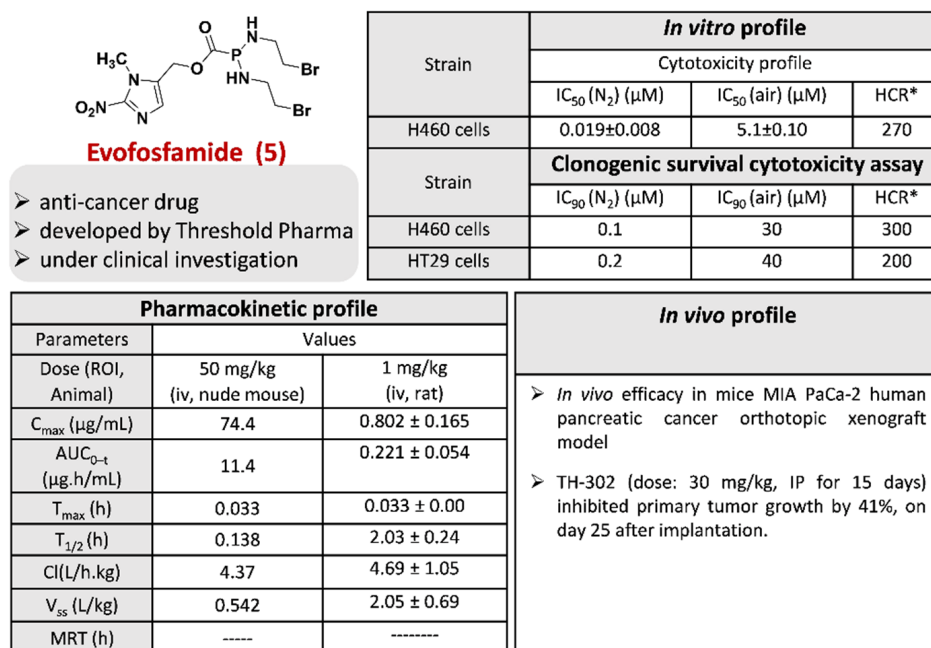 O
H
N
H₃C
O
P
Br
N
HN
O₂N
N
Br
Evofosfamide (5)
➢ anti-cancer drug
➢ developed by Threshold Pharma
➢ under clinical investigation
Strain
In vitro profile
Cytotoxicity profile
IC₅₀ (N₂) (µM) IC₅₀ (air) (µM) HCR*
H460 cells 0.019±0.008 5.1±0.10 270
Strain
Clonogenic survival cytotoxicity assay
IC₉₀ (N₂) (µM) IC₉₀ (air) (µM) HCR*
H460 cells 0.1 30 300
HT29 cells 0.2 40 200
Pharmacokinetic profile
Parameters Values
Dose (ROI, 50 mg/kg 1 mg/kg
Animal) (iv, nude mouse) (iv, rat)
Cmax (µg/mL) 74.4 0.802 ± 0.165
AUC₀₋t 11.4 0.221 ± 0.054
(µg.h/mL)
Tmax (h) 0.033 0.033 ± 0.00
T₁/₂ (h) 0.138 2.03 ± 0.24
Cl(L/h.kg) 4.37 4.69 ± 1.05
Vss (L/kg) 0.542 2.05 ± 0.69
MRT (h) ----- --------
In vivo profile
➢ In vivo efficacy in mice MIA PaCa-2 human
pancreatic cancer orthotopic xenograft
model
➢ TH-302 (dose: 30 mg/kg, IP for 15 days)
inhibited primary tumor growth by 41%, on
day 25 after implantation.